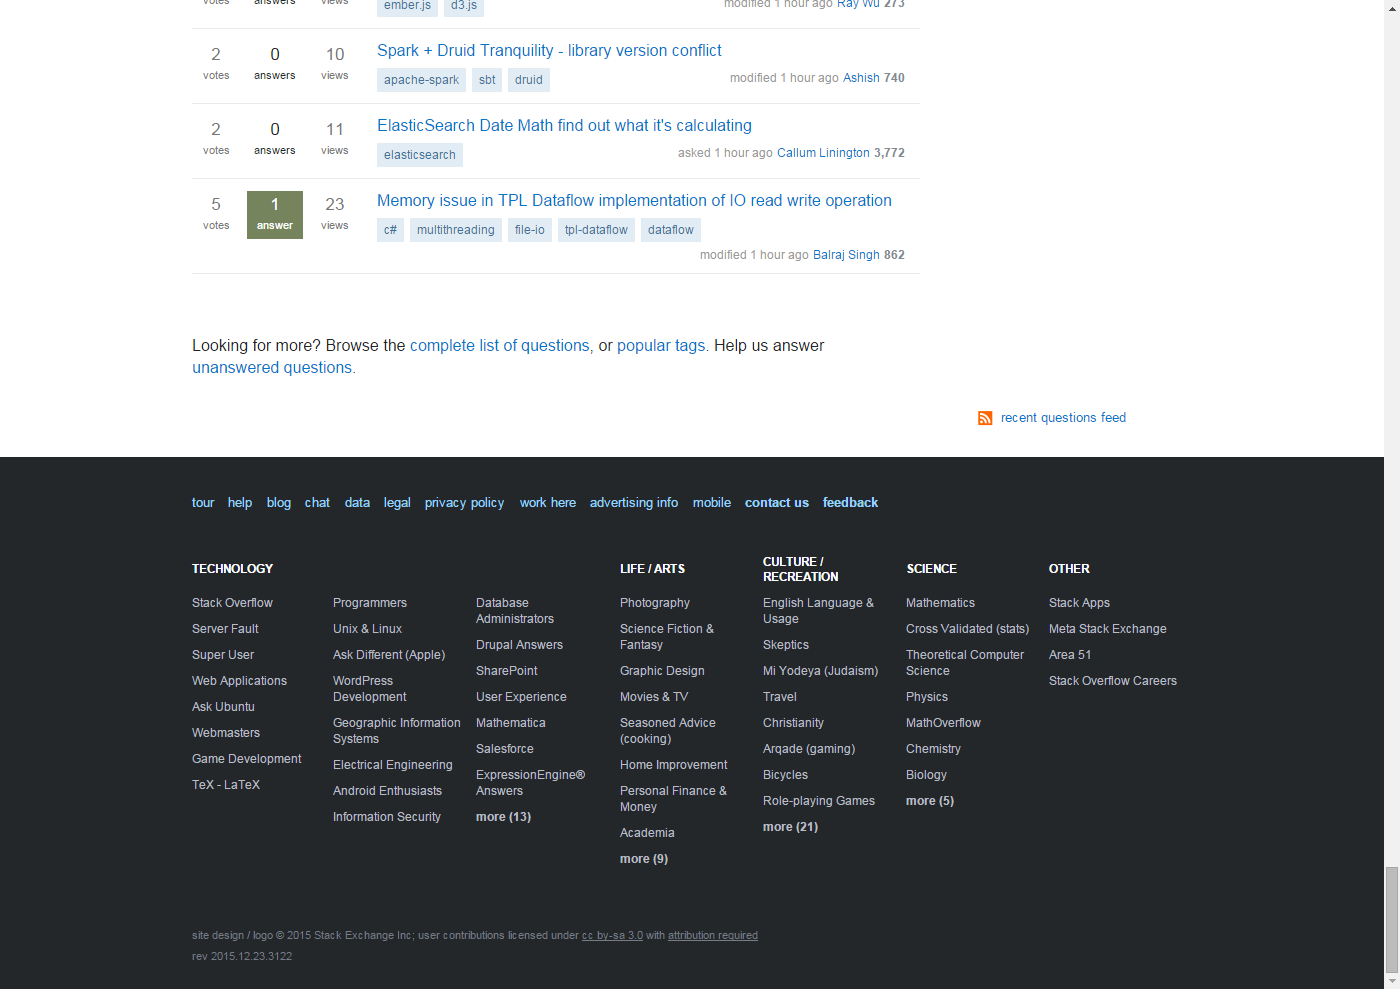 votes answers views ember.js d3.js modified 1 hour ago Ray Wu 273
2 0 10 Spark + Druid Tranquility - library version conflict
votes answers views apache-spark sbt druid modified 1 hour ago Ashish 740
2 0 11 ElasticSearch Date Math find out what it's calculating
votes answers views elasticsearch asked 1 hour ago Callum Linington 3,772
5 1 23 Memory issue in TPL Dataflow implementation of IO read write operation
votes answer views c# multithreading file-io tpl-dataflow dataflow
modified 1 hour ago Balraj Singh 862
Looking for more? Browse the complete list of questions, or popular tags. Help us answer
unanswered questions.
recent questions feed
tour help blog chat data legal privacy policy work here advertising info mobile contact us feedback
TECHNOLOGY
Stack Overflow
Server Fault
Super User
Web Applications
Ask Ubuntu
Webmasters
Game Development
TeX - LaTeX
Programmers
Unix & Linux
Ask Different (Apple)
WordPress
Development
Geographic Information
Systems
Electrical Engineering
Android Enthusiasts
Information Security
Database
Administrators
Drupal Answers
SharePoint
User Experience
Mathematica
Salesforce
ExpressionEngine®
Answers
more (13)
LIFE / ARTS
Photography
Science Fiction &
Fantasy
Graphic Design
Movies & TV
Seasoned Advice
(cooking)
Home Improvement
Personal Finance &
Money
Academia
more (9)
CULTURE /
RECREATION
English Language &
Usage
Skeptics
Mi Yodeya (Judaism)
Travel
Christianity
Arqade (gaming)
Bicycles
Role-playing Games
more (21)
SCIENCE
Mathematics
Cross Validated (stats)
Theoretical Computer
Science
Physics
MathOverflow
Chemistry
Biology
more (5)
OTHER
Stack Apps
Meta Stack Exchange
Area 51
Stack Overflow Careers
site design / logo © 2015 Stack Exchange Inc; user contributions licensed under cc by-sa 3.0 with attribution required
rev 2015.12.23.3122